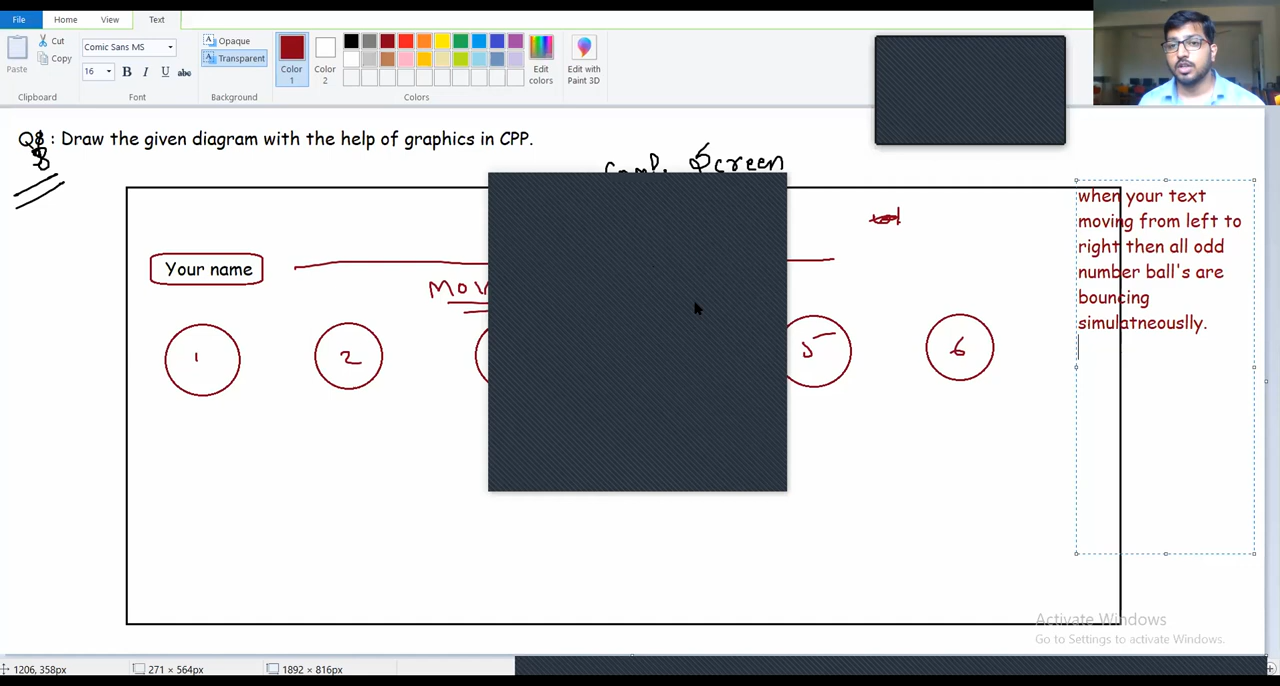 File Home View Text
Cut
Copy
Paste
Clipboard
Comic Sans MS
16 B I U abc
Font
Opaque
Transparent
Background
Color 1
Color 2
Edit colors
Edit with Paint 3D
Colors
Q8 : Draw the given diagram with the help of graphics in CPP.
8
Screen
when your text
moving from left to
right then all odd
number ball's are
bouncing
simulatneouslly.
Your name
1 2 5 6
Activate Windows
Go to Settings to activate Windows.
1206, 358px 271 × 564px 1892 × 816px